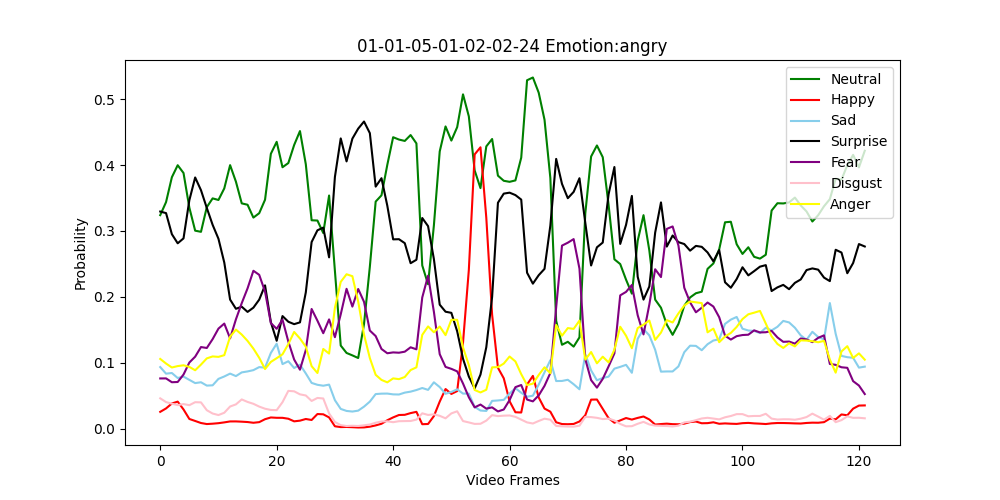 01-01-05-01-02-02-24 Emotion:angry
Probability
0.5
0.4
0.3
0.2
0.1
0.0
Neutral
Happy
Sad
Surprise
Fear
Disgust
Anger
0 20 40 60 80 100 120
Video Frames